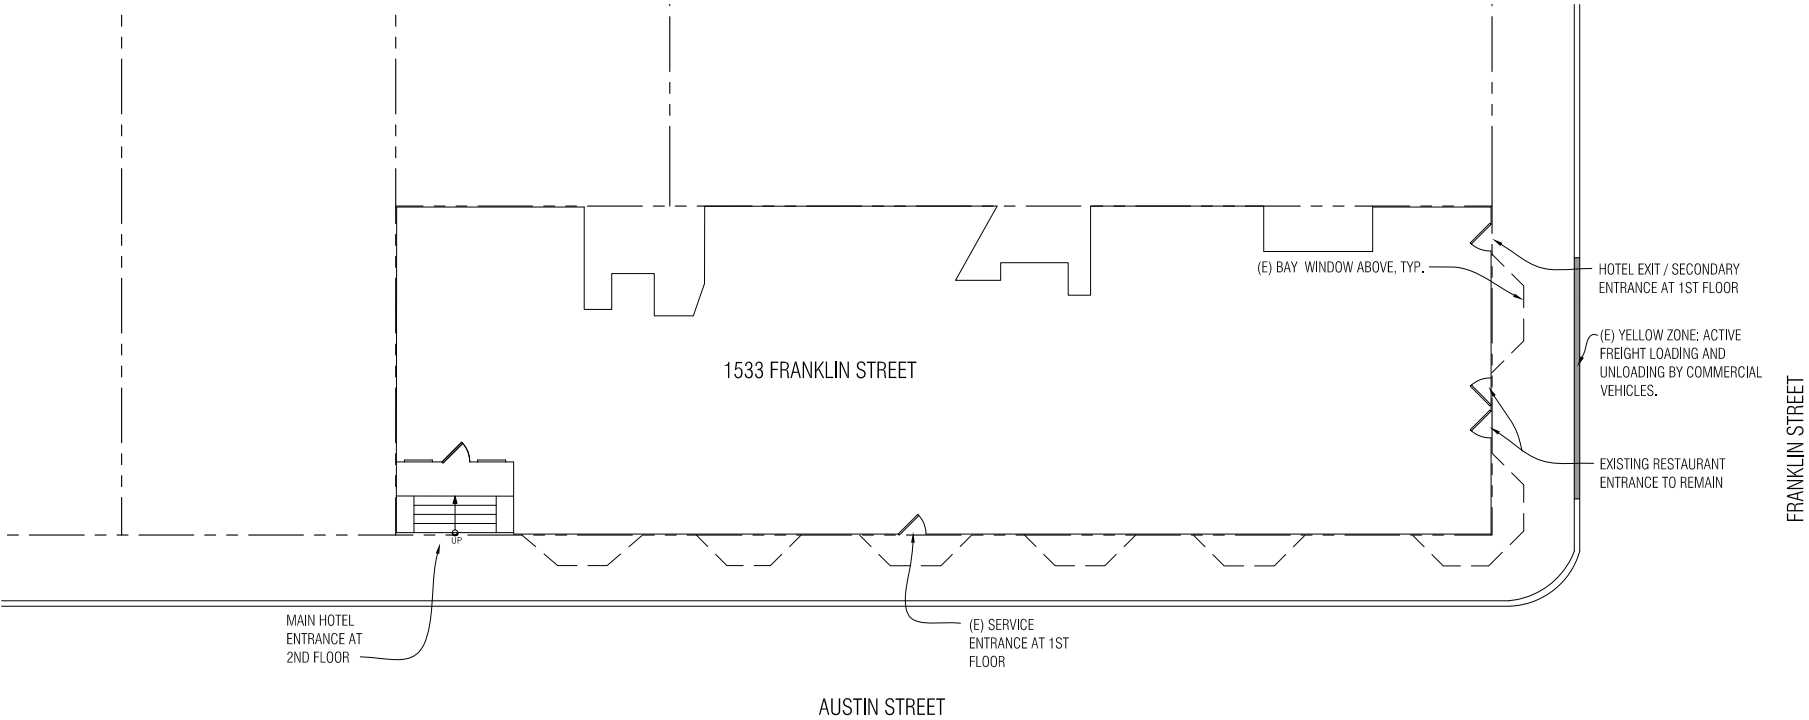 (E) BAY WINDOW ABOVE, TYP.
HOTEL EXIT / SECONDARY
ENTRANCE AT 1ST FLOOR
(E) YELLOW ZONE: ACTIVE
FREIGHT LOADING AND
UNLOADING BY COMMERCIAL
VEHICLES.
1533 FRANKLIN STREET
FRANKLIN STREET
EXISTING RESTAURANT
ENTRANCE TO REMAIN
UP
MAIN HOTEL
ENTRANCE AT
2ND FLOOR
(E) SERVICE
ENTRANCE AT 1ST
FLOOR
AUSTIN STREET